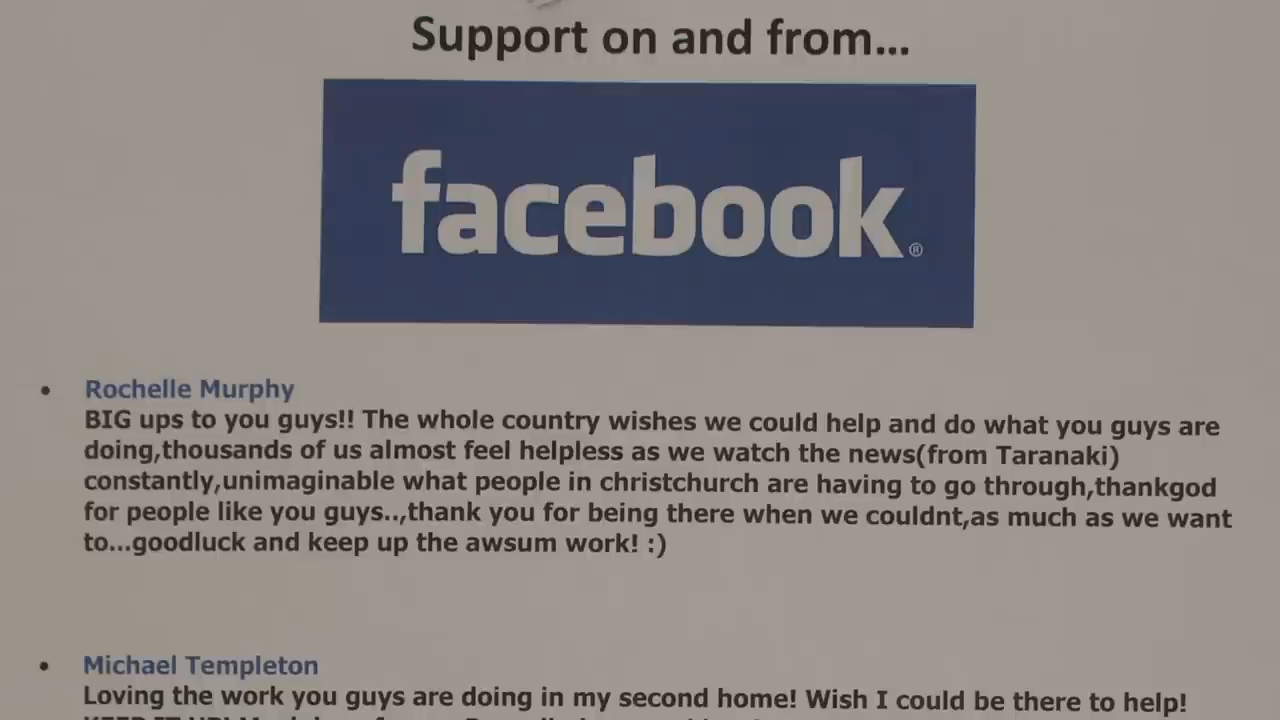 Support on and from...
facebook®
• Rochelle Murphy
BIG ups to you guys!! The whole country wishes we could help and do what you guys are
doing,thousands of us almost feel helpless as we watch the news(from Taranaki)
constantly,unimaginable what people in christchurch are having to go through,thankgod
for people like you guys..,thank you for being there when we couldnt,as much as we want
to...goodluck and keep up the awsum work! :)
• Michael Templeton
Loving the work you guys are doing in my second home! Wish I could be there to help!
KEEP IT UP!